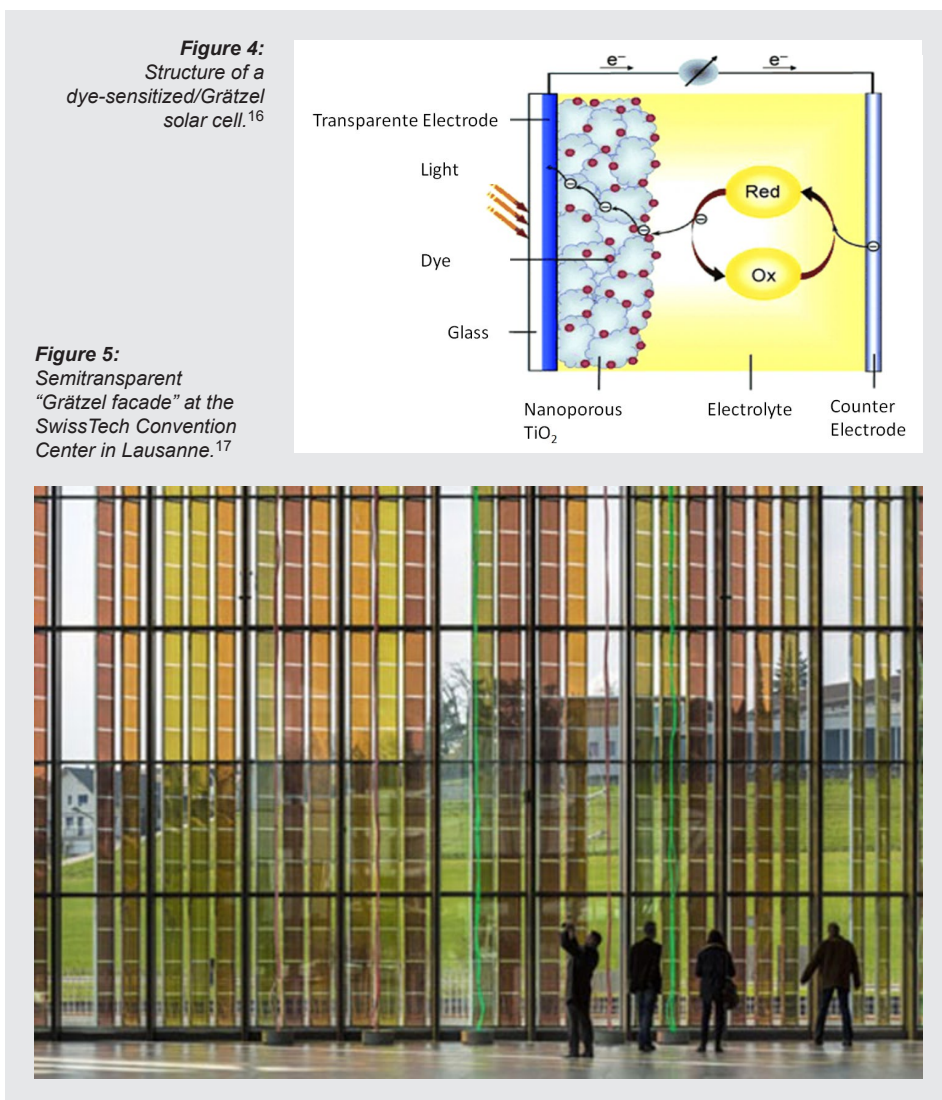 Figure 4:
Structure of a
dye-sensitized/Grätzel
solar cell.16
e–
e–
Transparente Electrode
Light
Red
Dye
Ox
Glass
Nanoporous
TiO2
Electrolyte
Counter
Electrode
Figure 5:
Semitransparent
“Grätzel facade” at the
SwissTech Convention
Center in Lausanne.17